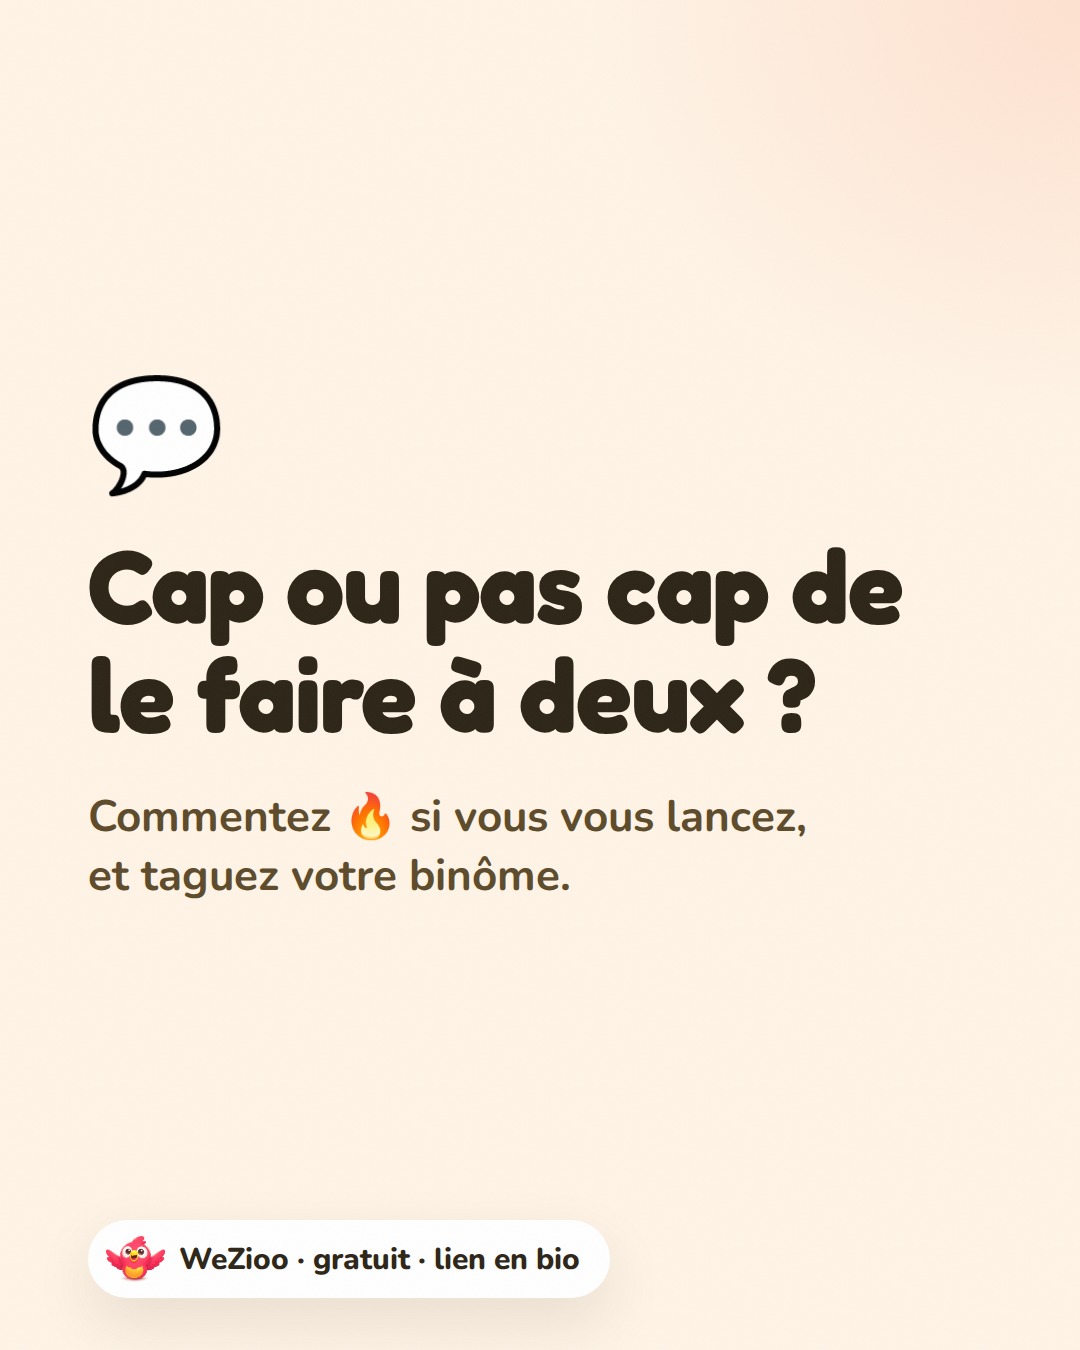 Cap ou pas cap de
le faire à deux ?
Commentez 🔥 si vous vous lancez,
et taguez votre binôme.
WeZioo · gratuit · lien en bio